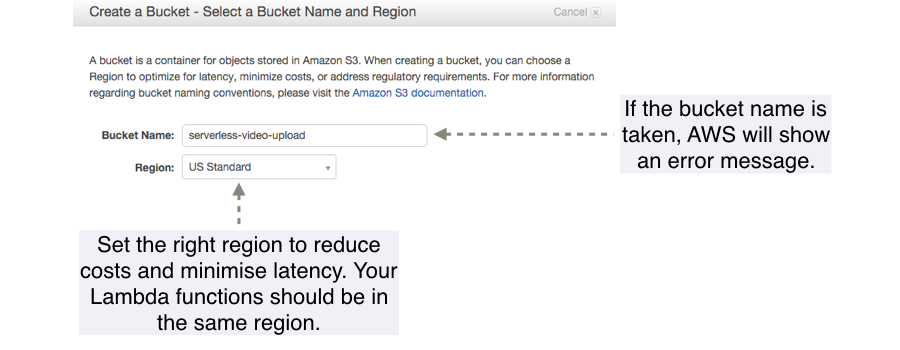 Create a Bucket - Select a Bucket Name and Region
Cancel x
A bucket is a container for objects stored in Amazon S3. When creating a bucket, you can choose a
Region to optimize for latency, minimize costs, or address regulatory requirements. For more information
regarding bucket naming conventions, please visit the Amazon S3 documentation.
Bucket Name: serverless-video-upload
Region: US Standard
If the bucket name is
taken, AWS will show
an error message.
Set the right region to reduce
costs and minimise latency. Your
Lambda functions should be in
the same region.